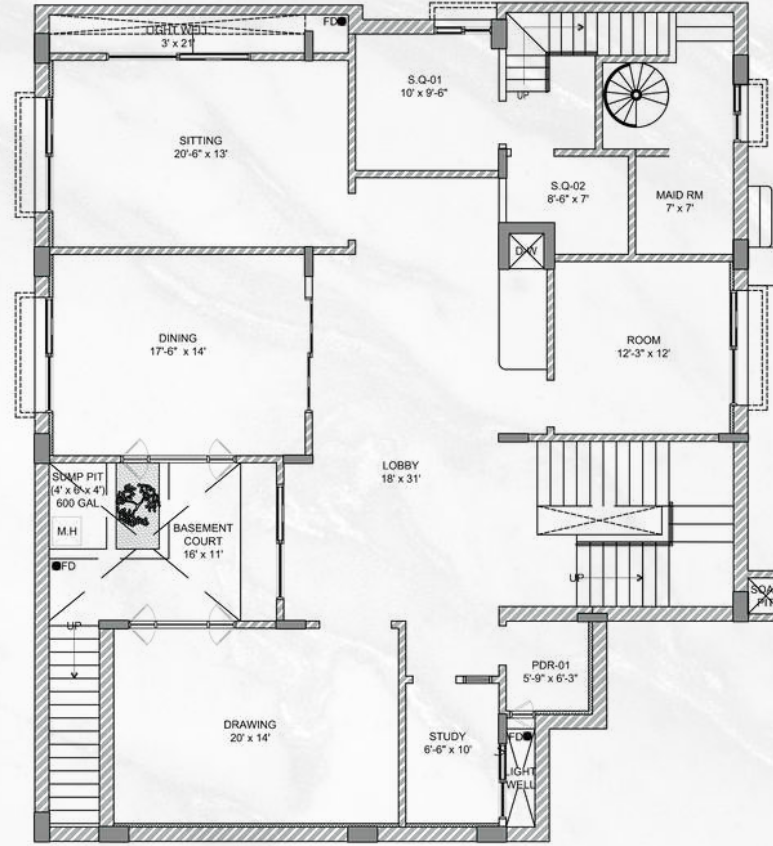 FD
LIGHT WELL
3' x 21'
S.Q-01
10' x 9'-6"
UP
SITTING
20'-6" x 13'
S.Q-02
8'-6" x 7'
MAID RM
7' x 7'
D.W
DINING
17'-6" x 14'
ROOM
12'-3" x 12'
LOBBY
18' x 31'
SUMP PIT
(4' x 6' x 4')
600 GAL
M.H
BASEMENT
COURT
16' x 11'
FD
UP
UP
SOAK
PIT
PDR-01
5'-9" x 6'-3"
DRAWING
20' x 14'
STUDY
6'-6" x 10'
FD
LIGHT
WELL